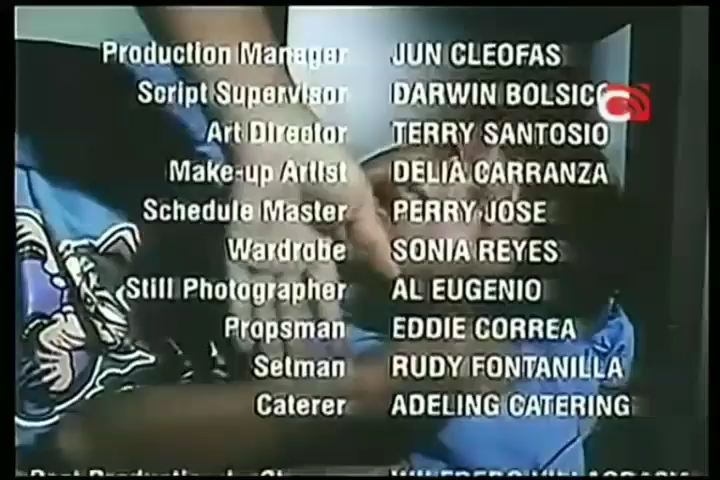 Production Manager JUN CLEOFAS
Script Supervisor DARWIN BOLSICO
Art Director TERRY SANTOSIO
Make-up Artist DELIA CARRANZA
Schedule Master PERRY JOSE
Wardrobe SONIA REYES
Still Photographer AL EUGENIO
Propsman EDDIE CORREA
Setman RUDY FONTANILLA
Caterer ADELING CATERING